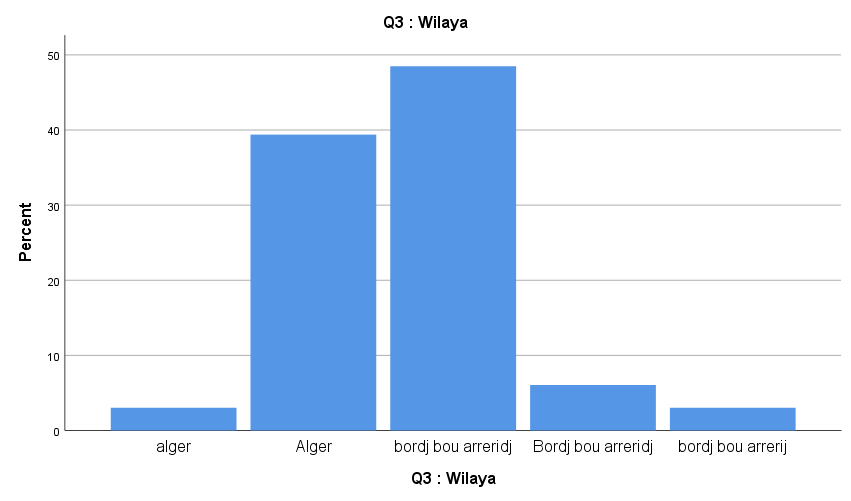 Q3 : Wilaya
50
40
30
20
10
0
Percent
alger
Alger
bordj bou arreridj
Bordj bou arreridj
bordj bou arrerij
Q3 : Wilaya